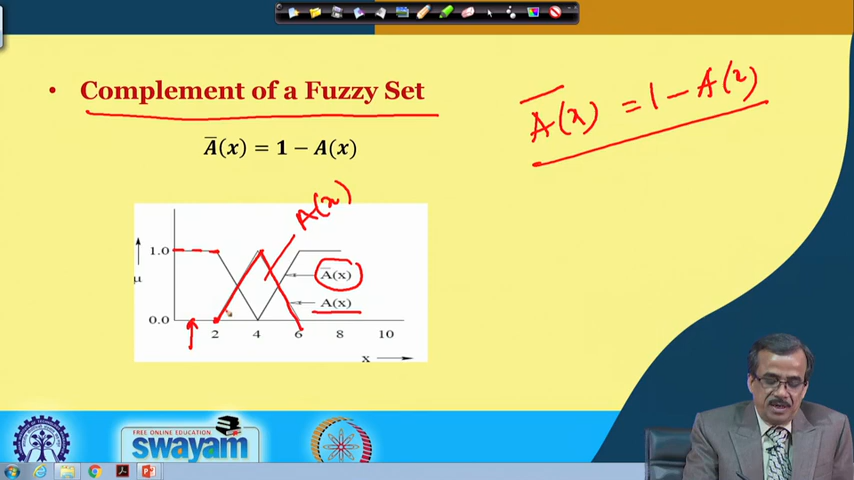 • Complement of a Fuzzy Set
A̅(x) = 1 − A(x)
A̅(x) = 1 − A(x)
A(x)
1.0
μ
A̅(x)
A(x)
0.0
2 4 6 8 10
x
FREE ONLINE EDUCATION
swayam